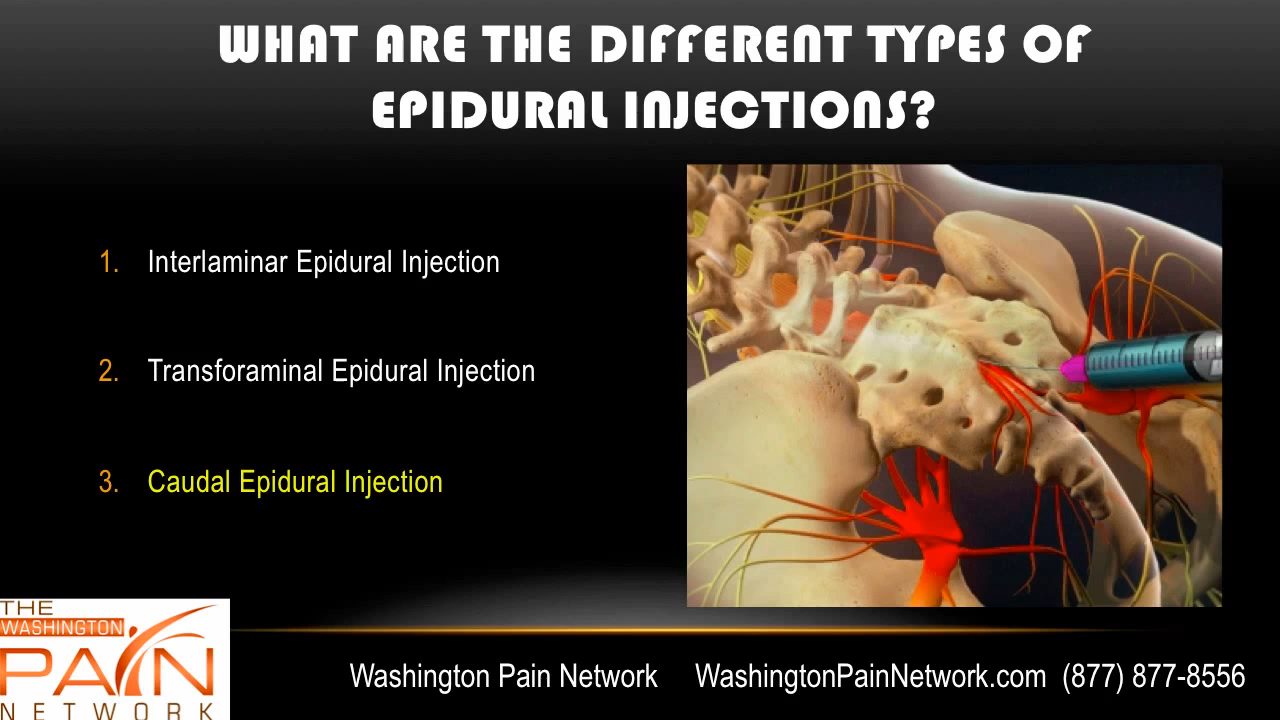 WHAT ARE THE DIFFERENT TYPES OF
EPIDURAL INJECTIONS?
1. Interlaminar Epidural Injection
2. Transforaminal Epidural Injection
3. Caudal Epidural Injection
THE
WASHINGTON
PAIN
NETWORK
Washington Pain Network WashingtonPainNetwork.com (877) 877-8556